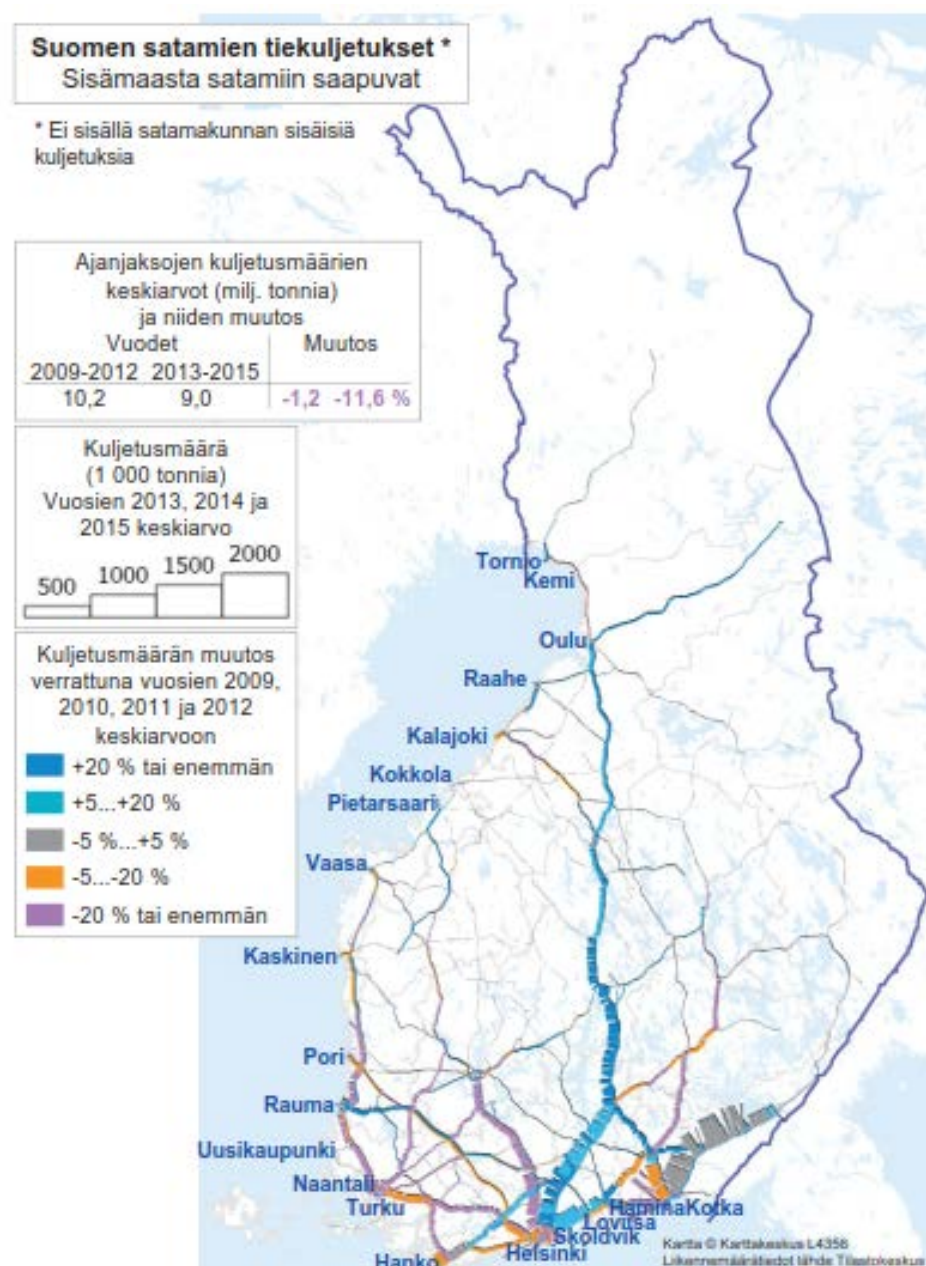 Suomen satamien tiekuljetukset *
Sisämaasta satamiin saapuvat
* Ei sisällä satamakunnan sisäisiä
kuljetuksia
Ajanjaksojen kuljetusmäärien
keskiarvot (milj. tonnia)
ja niiden muutos
Vuodet Muutos
2009-2012 2013-2015
10,2 9,0 -1,2 -11,6 %
Kuljetusmäärä
(1 000 tonnia)
Vuosien 2013, 2014 ja
2015 keskiarvo
500 1000 1500 2000
Kuljetusmäärän muutos
verrattuna vuosien 2009,
2010, 2011 ja 2012
keskiarvoon
+20 % tai enemmän
+5...+20 %
-5 %...+5 %
-5...-20 %
-20 % tai enemmän
Tornio
Kemi
Oulu
Raahe
Kalajoki
Kokkola
Pietarsaari
Vaasa
Kaskinen
Pori
Rauma
Uusikaupunki
Naantali
Turku
HaminaKotka
Loviisa
Sköldvik
Helsinki
Hanko
Kartta © Karttakeskus L4356
Liikennemäärätiedot lähde Tilastokeskus